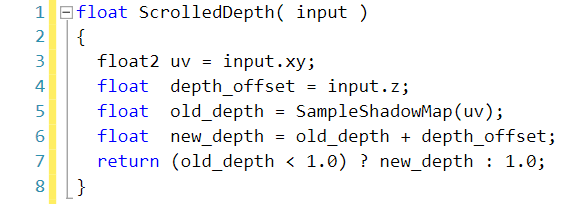 1 float ScrolledDepth( input )
2 {
3 float2 uv = input.xy;
4 float depth_offset = input.z;
5 float old_depth = SampleShadowMap(uv);
6 float new_depth = old_depth + depth_offset;
7 return (old_depth < 1.0) ? new_depth : 1.0;
8 }